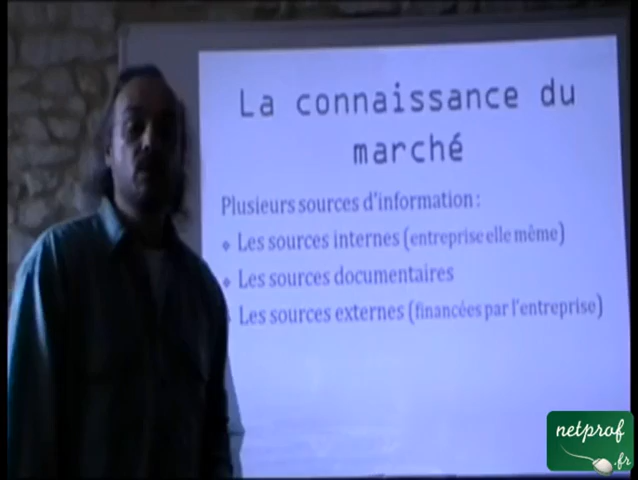 La connaissance du
marché
Plusieurs sources d'information :
❖ Les sources internes (entreprise elle même)
❖ Les sources documentaires
Les sources externes (financées par l'entreprise)
netprof
.fr